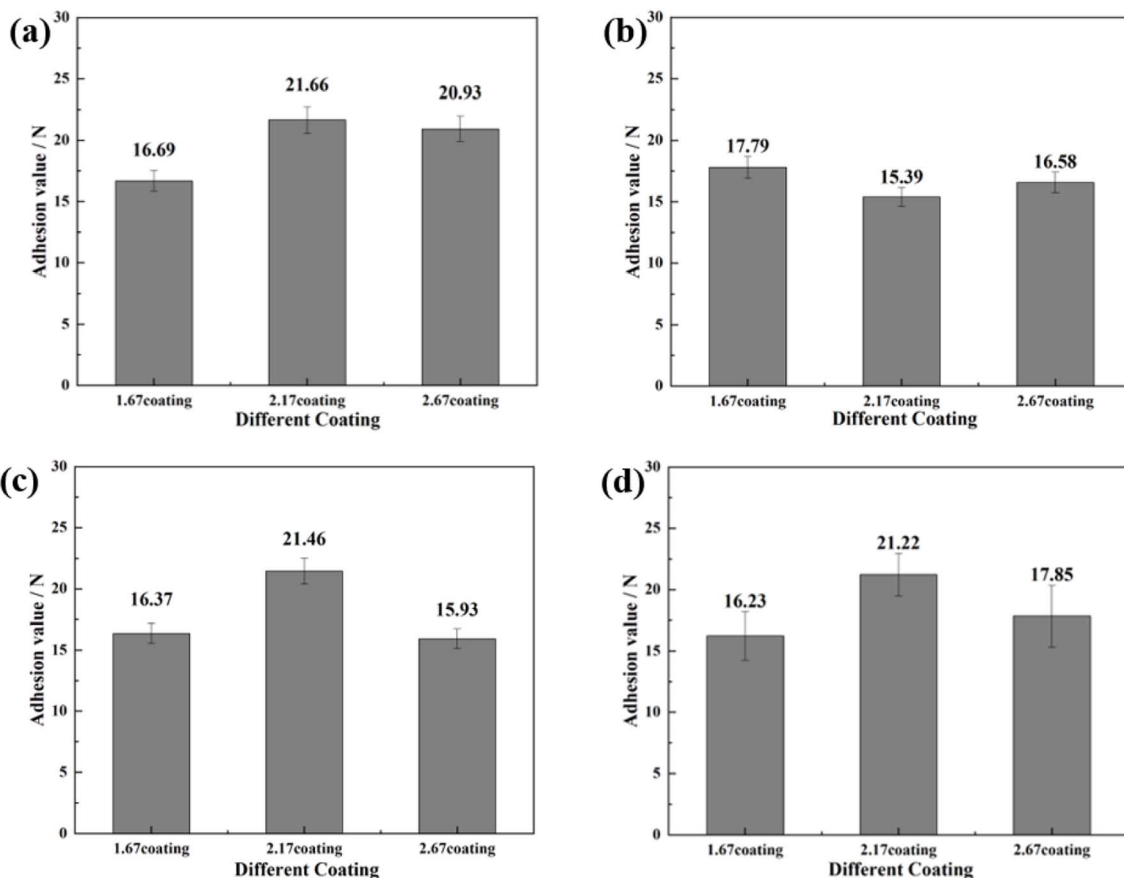 (a)
30
25
20
15
10
5
0
Adhesion value / N
16.69
21.66
20.93
1.67coating
2.17coating
2.67coating
Different Coating
(b)
30
25
20
15
10
5
0
Adhesion value / N
17.79
15.39
16.58
1.67coating
2.17coating
2.67coating
Different Coating
(c)
30
25
20
15
10
5
0
Adhesion value / N
16.37
21.46
15.93
1.67coating
2.17coating
2.67coating
Different Coating
(d)
30
25
20
15
10
5
0
Adhesion value / N
16.23
21.22
17.85
1.67coating
2.17coating
2.67coating
Different Coating